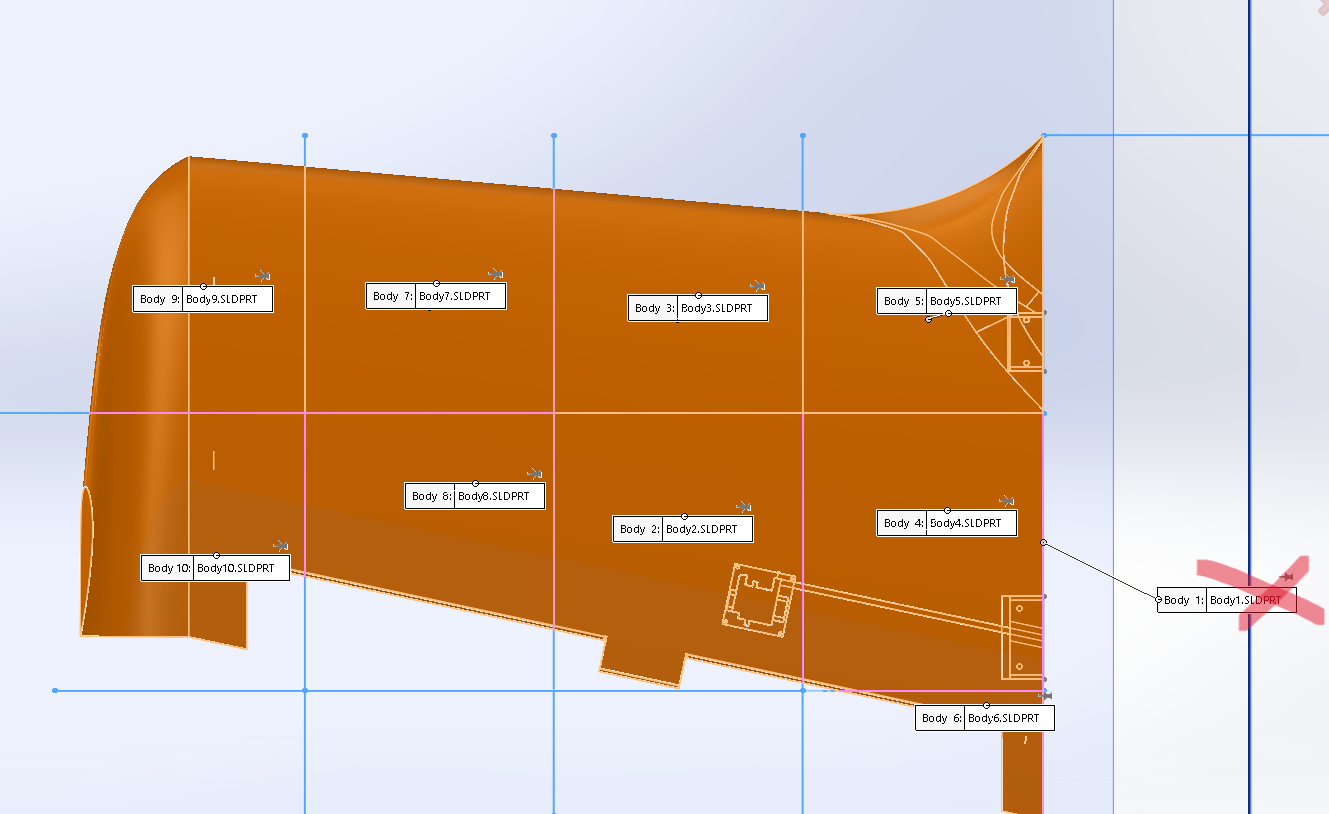 Body 9: Body9.SLDPRT
Body 7: Body7.SLDPRT
Body 3: Body3.SLDPRT
Body 5: Body5.SLDPRT
Body 8: Body8.SLDPRT
Body 2: Body2.SLDPRT
Body 4: Body4.SLDPRT
Body 10: Body10.SLDPRT
Body 1: Body1.SLDPRT
Body 6: Body6.SLDPRT